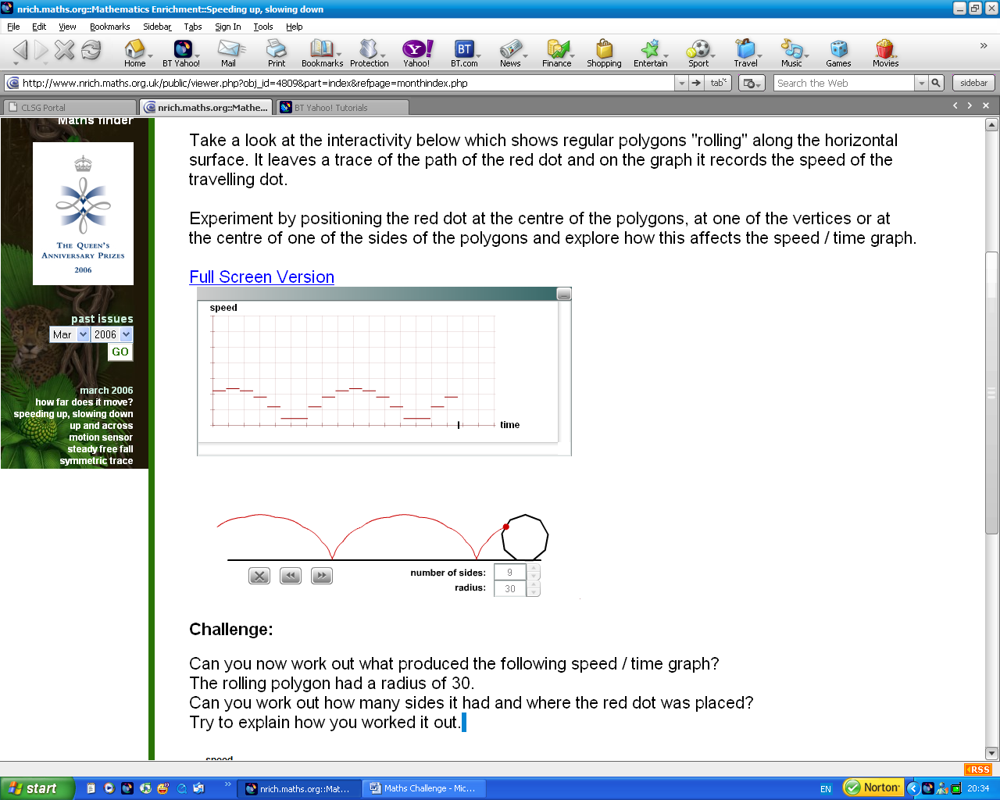 nrich.maths.org::Mathematics Enrichment::Speeding up, slowing down
File Edit View Bookmarks Sidebar Tabs Sign In Tools Help
Home BT Yahoo! Mail Print Bookmarks Protection Yahoo! BT.com News Finance Shopping Entertain Sport Travel Music Games Movies
http://www.nrich.maths.org.uk/public/viewer.php?obj_id=4809&part=index&refpage=monthindex.php tab+ Search the Web sidebar
CLSG Portal nrich.maths.org::Mathe... BT Yahoo! Tutorials
Maths finder
THE QUEEN'S
ANNIVERSARY PRIZES
2006
past issues
Mar 2006
GO
march 2006
how far does it move?
speeding up, slowing down
up and across
motion sensor
steady free fall
symmetric trace
Take a look at the interactivity below which shows regular polygons "rolling" along the horizontal
surface. It leaves a trace of the path of the red dot and on the graph it records the speed of the
travelling dot.
Experiment by positioning the red dot at the centre of the polygons, at one of the vertices or at
the centre of one of the sides of the polygons and explore how this affects the speed / time graph.
Full Screen Version
speed
time
number of sides: 9
radius: 30
Challenge:
Can you now work out what produced the following speed / time graph?
The rolling polygon had a radius of 30.
Can you work out how many sides it had and where the red dot was placed?
Try to explain how you worked it out.
speed
RSS
start nrich.maths.org::Mat... Maths Challenge - Mic... EN Norton 20:34